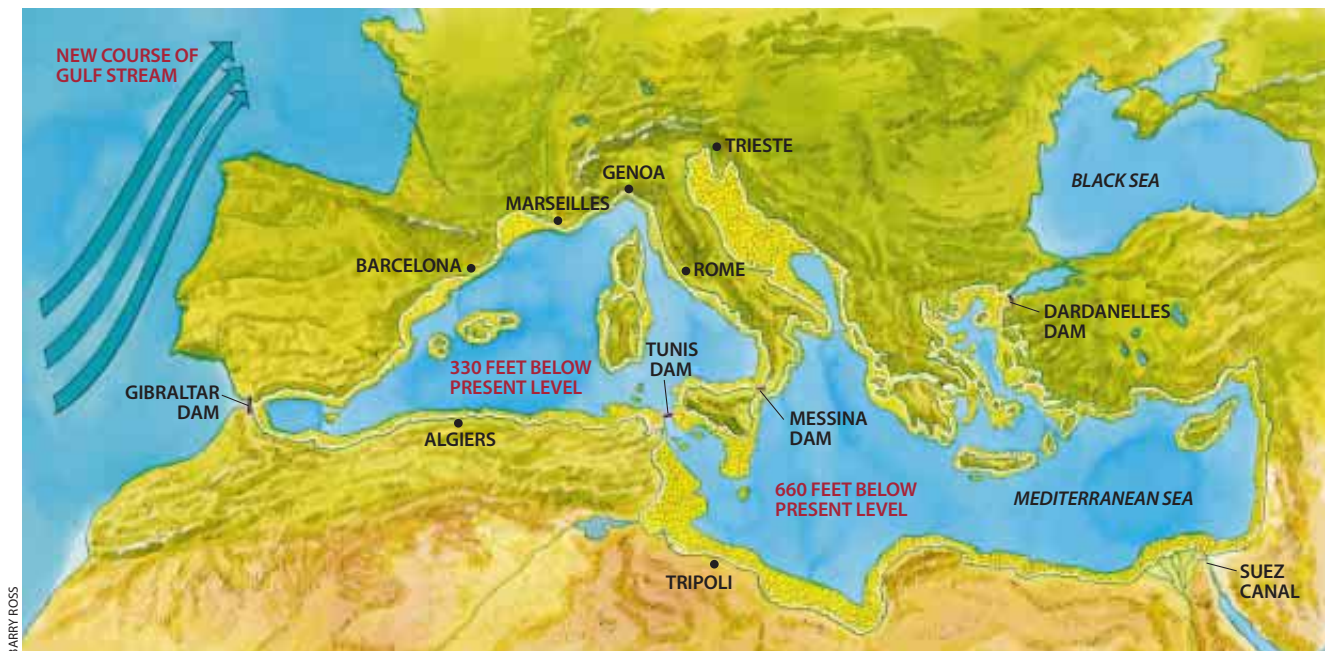 NEW COURSE OF
GULF STREAM
TRIESTE
GENOA
BLACK SEA
MARSEILLES
BARCELONA
ROME
DARDANELLES
DAM
330 FEET BELOW
PRESENT LEVEL
TUNIS
DAM
GIBRALTAR
DAM
MESSINA
DAM
ALGIERS
660 FEET BELOW
PRESENT LEVEL
MEDITERRANEAN SEA
TRIPOLI
SUEZ
CANAL
BARRY ROSS